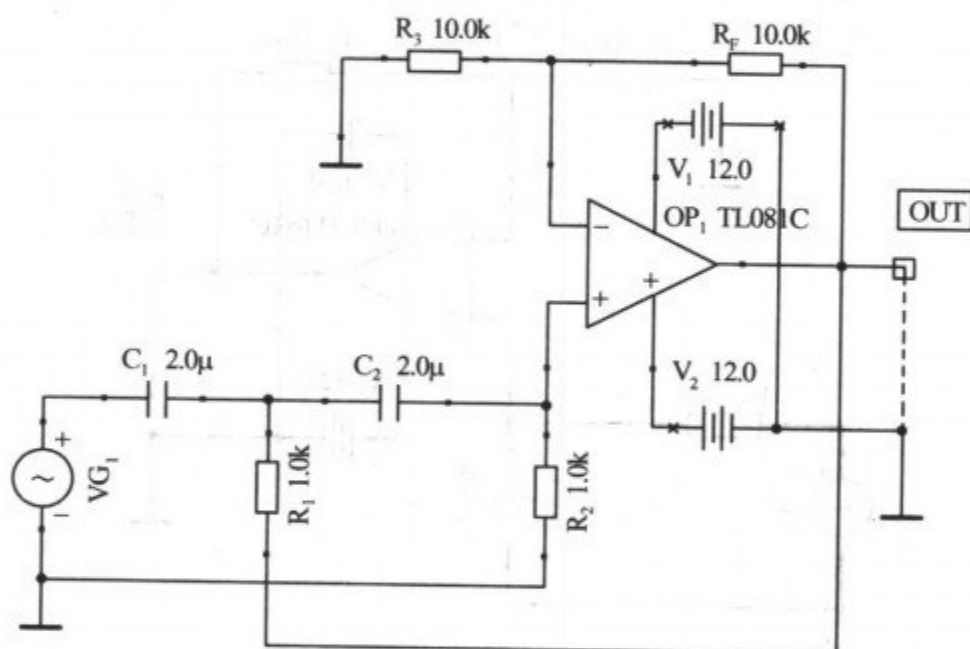 R₃ 10.0k
R_F 10.0k
V₁ 12.0
OP₁ TL081C
OUT
−
+
+
C₁ 2.0μ
C₂ 2.0μ
V₂ 12.0
+
VG₁
~
−
R₁ 1.0k
R₂ 1.0k